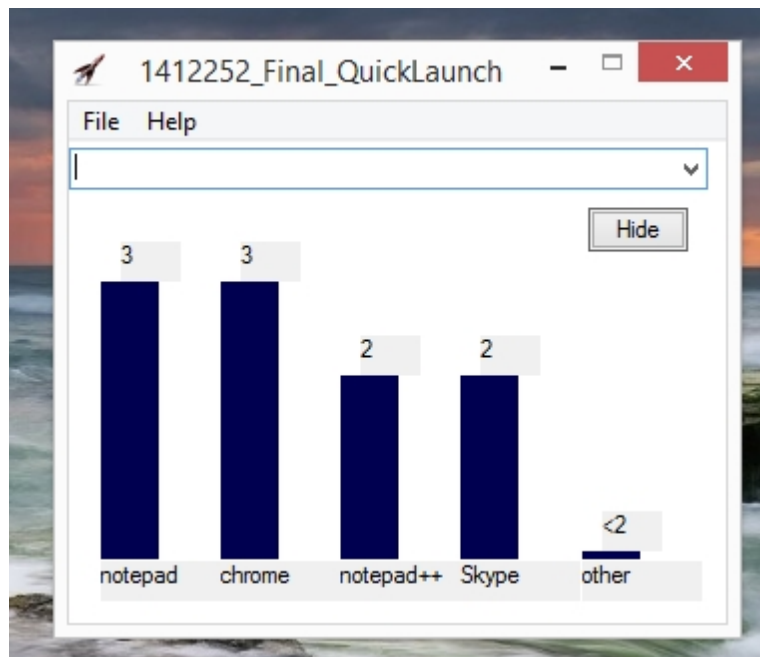 1412252_Final_QuickLaunch
File Help
Hide
3 3
2 2
<2
notepad chrome notepad++ Skype other